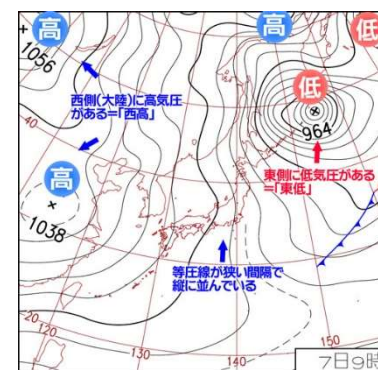 高
高
低
低
1056
964
西側(大陸)に高気圧
がある=「西高」
40
高
東側に低気圧がある
=「東低」
1038
等圧線が狭い間隔で
縦に並んでいる
30
20
120
130
140
150
7日9時